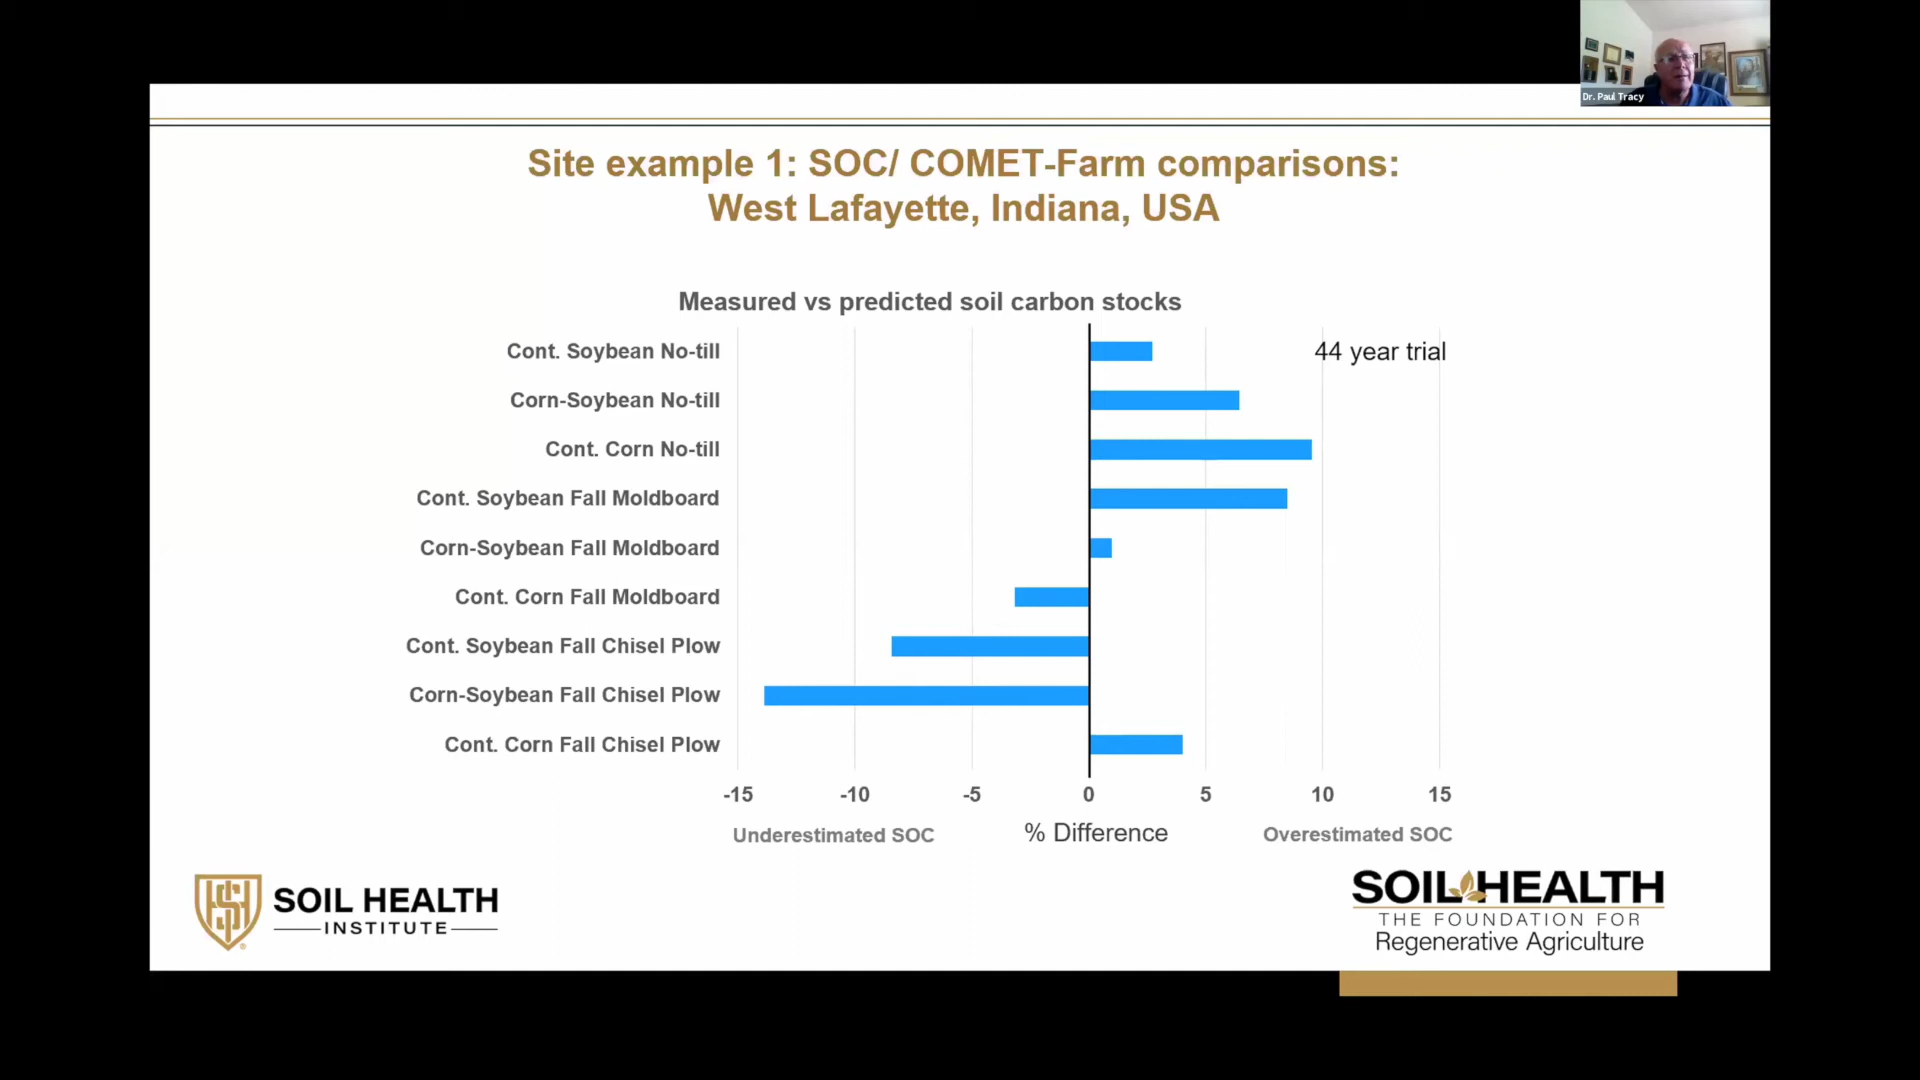 Dr. Paul Tracy
Site example 1: SOC/ COMET-Farm comparisons:
West Lafayette, Indiana, USA
Measured vs predicted soil carbon stocks
Cont. Soybean No-till
44 year trial
Corn-Soybean No-till
Cont. Corn No-till
Cont. Soybean Fall Moldboard
Corn-Soybean Fall Moldboard
Cont. Corn Fall Moldboard
Cont. Soybean Fall Chisel Plow
Corn-Soybean Fall Chisel Plow
Cont. Corn Fall Chisel Plow
-15 -10 -5 0 5 10 15
Underestimated SOC % Difference Overestimated SOC
SOIL HEALTH
INSTITUTE
SOIL HEALTH
THE FOUNDATION FOR
Regenerative Agriculture